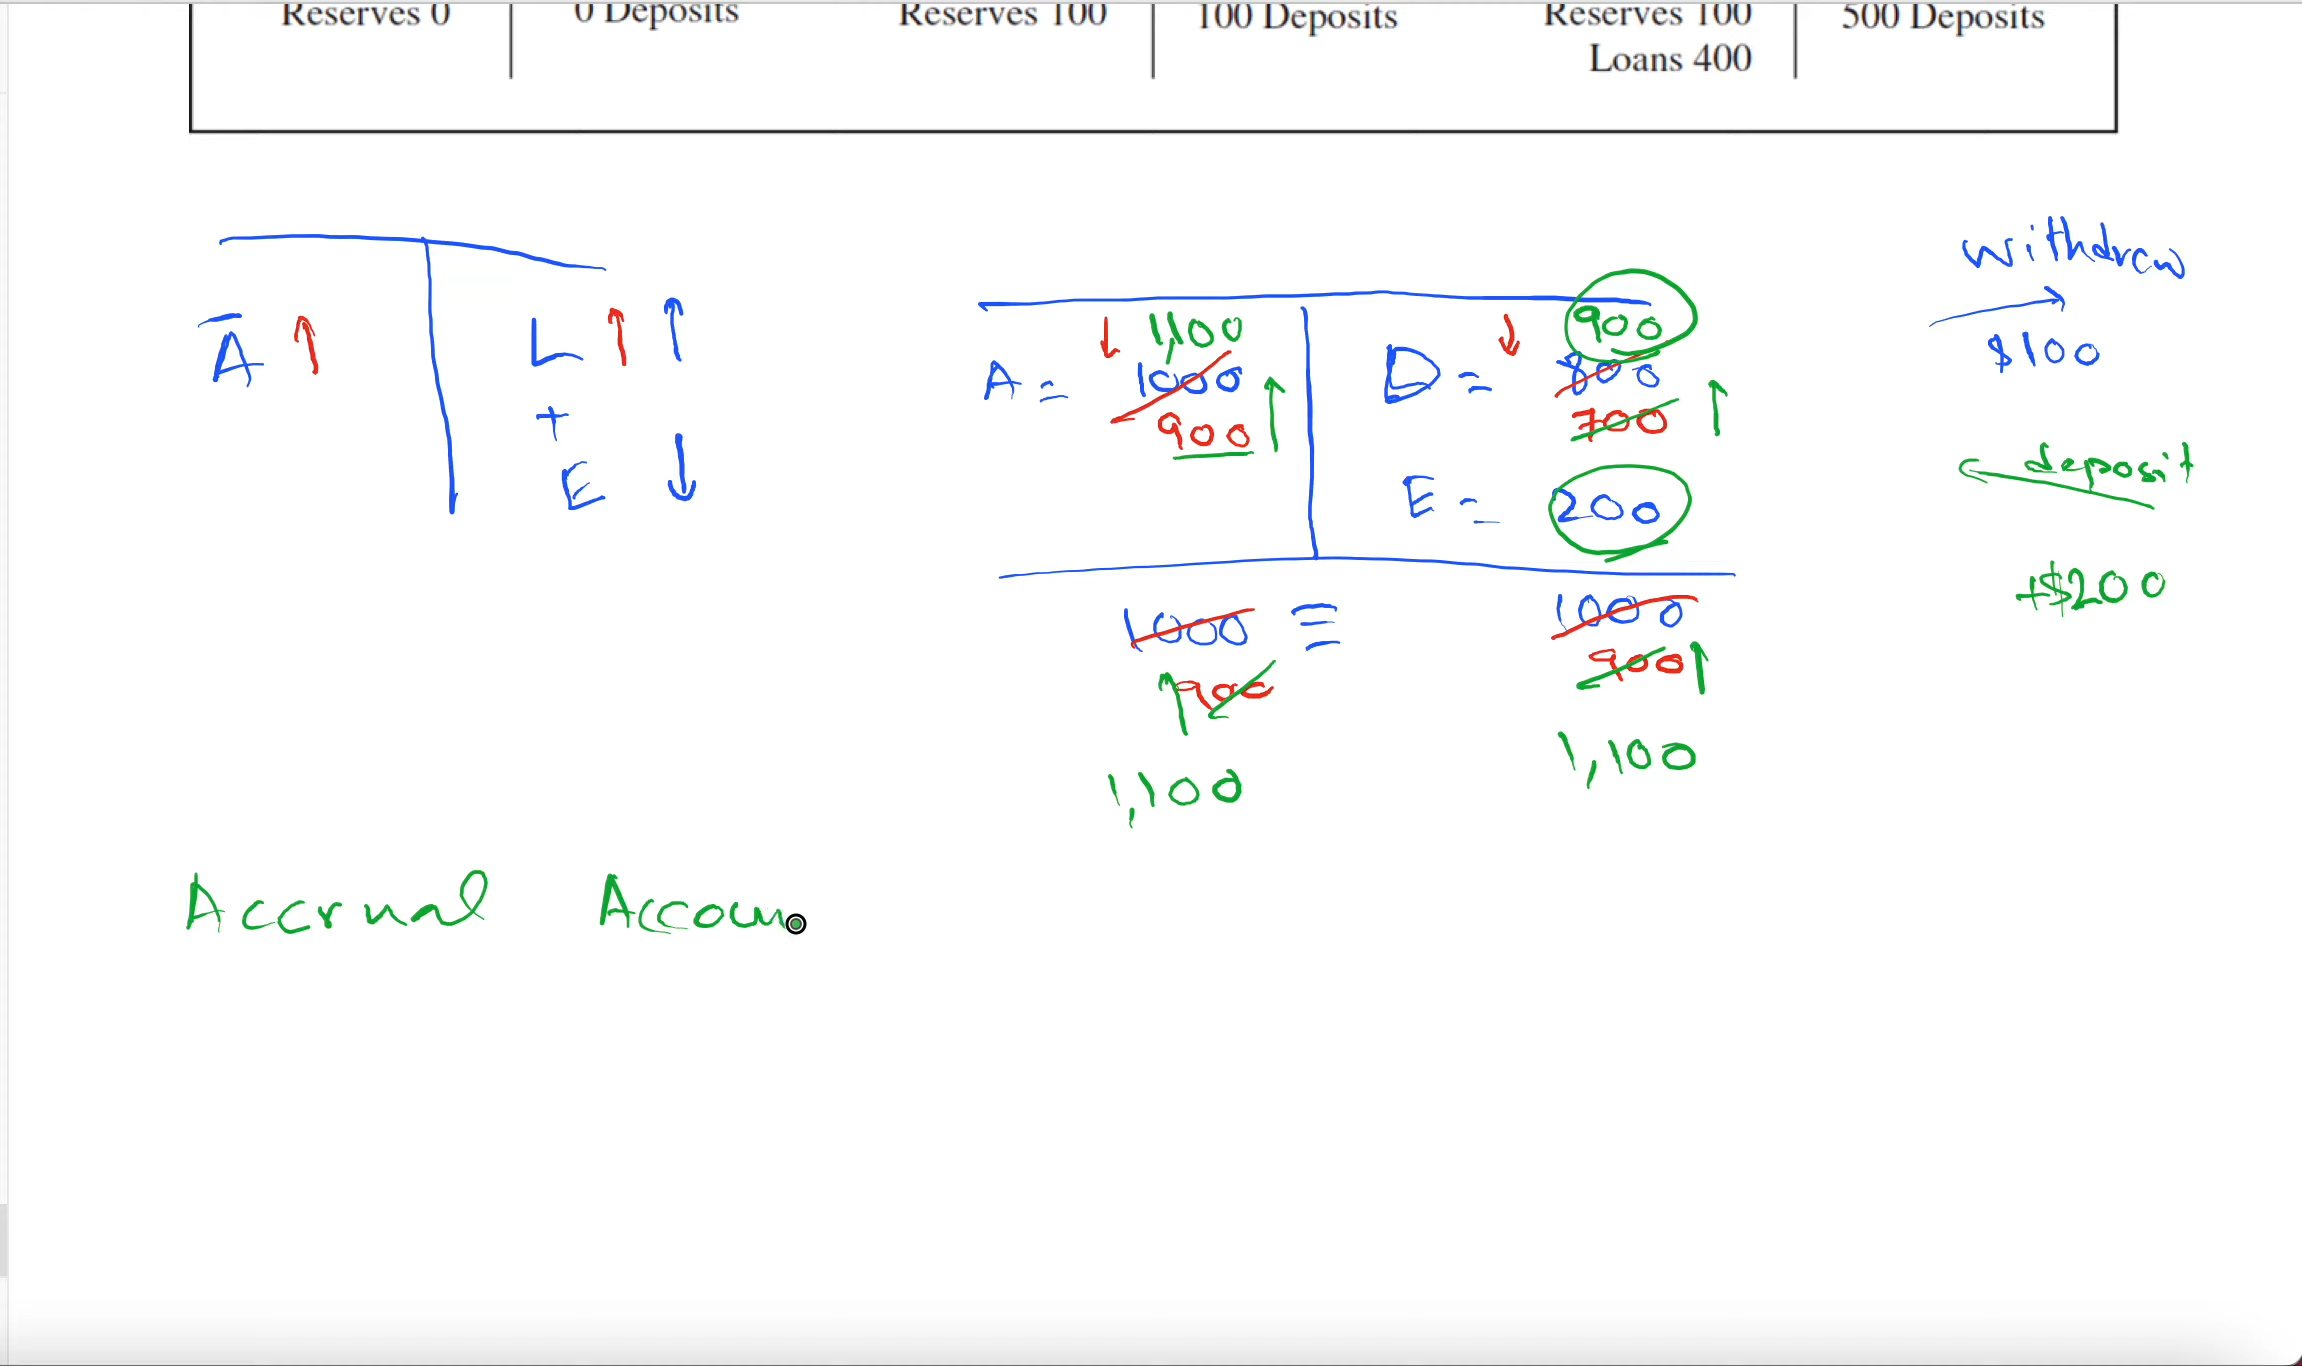 Reserves 0 0 Deposits Reserves 100 100 Deposits Reserves 100 500 Deposits
Loans 400
A
L
+
E
1,100
A = 1000
900
900
D = 800
700
E = 200
1000 ≡ 1000
900 900
1,100 1,100
withdraw
$100
deposit
+$200
Accrual Accoun